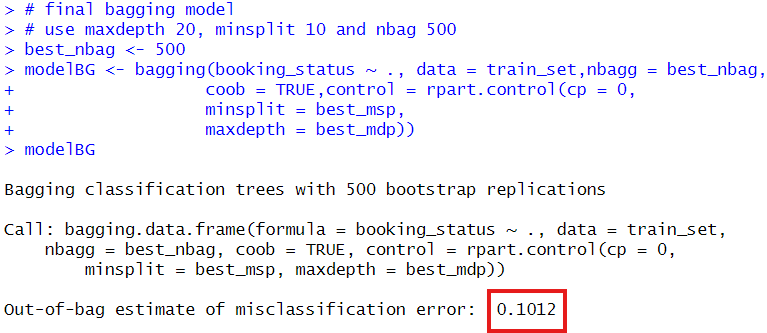 > # final bagging model
> # use maxdepth 20, minsplit 10 and nbag 500
> best_nbag <- 500
> modelBG <- bagging(booking_status ~ ., data = train_set,nbagg = best_nbag,
+                   coob = TRUE,control = rpart.control(cp = 0,
+                   minsplit = best_msp,
+                   maxdepth = best_mdp))
> modelBG
Bagging classification trees with 500 bootstrap replications
Call: bagging.data.frame(formula = booking_status ~ ., data = train_set,
    nbagg = best_nbag, coob = TRUE, control = rpart.control(cp = 0,
        minsplit = best_msp, maxdepth = best_mdp))
Out-of-bag estimate of misclassification error:  0.1012